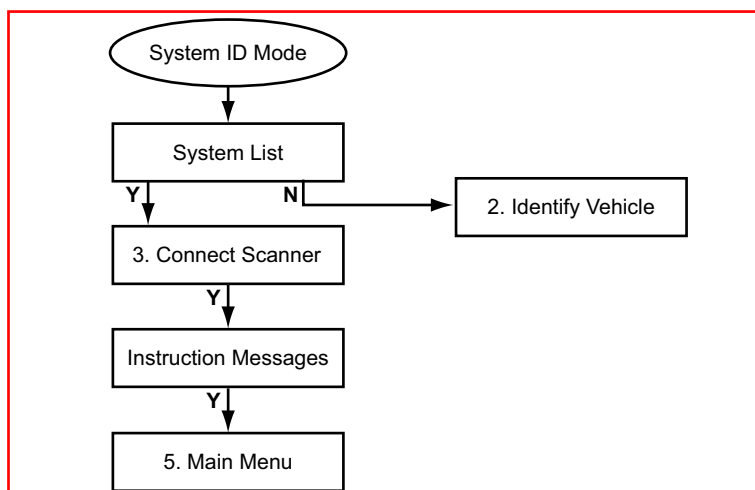 System ID Mode
System List
Y
N
2. Identify Vehicle
3. Connect Scanner
Y
Instruction Messages
Y
5. Main Menu